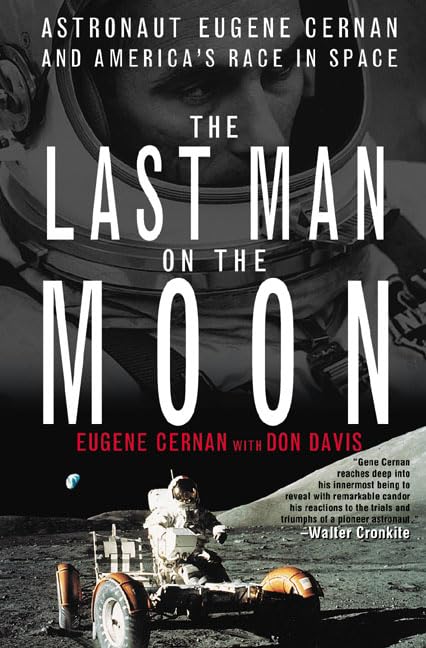 ASTRONAUT EUGENE CERNAN
AND AMERICA'S RACE IN SPACE
THE
LAST MAN
ON THE
MOON
EUGENE CERNAN WITH DON DAVIS
"Gene Cernan
reaches deep into
his innermost being to
reveal with remarkable candor
his reactions to the trials and
triumphs of a pioneer astronaut."
–Walter Cronkite